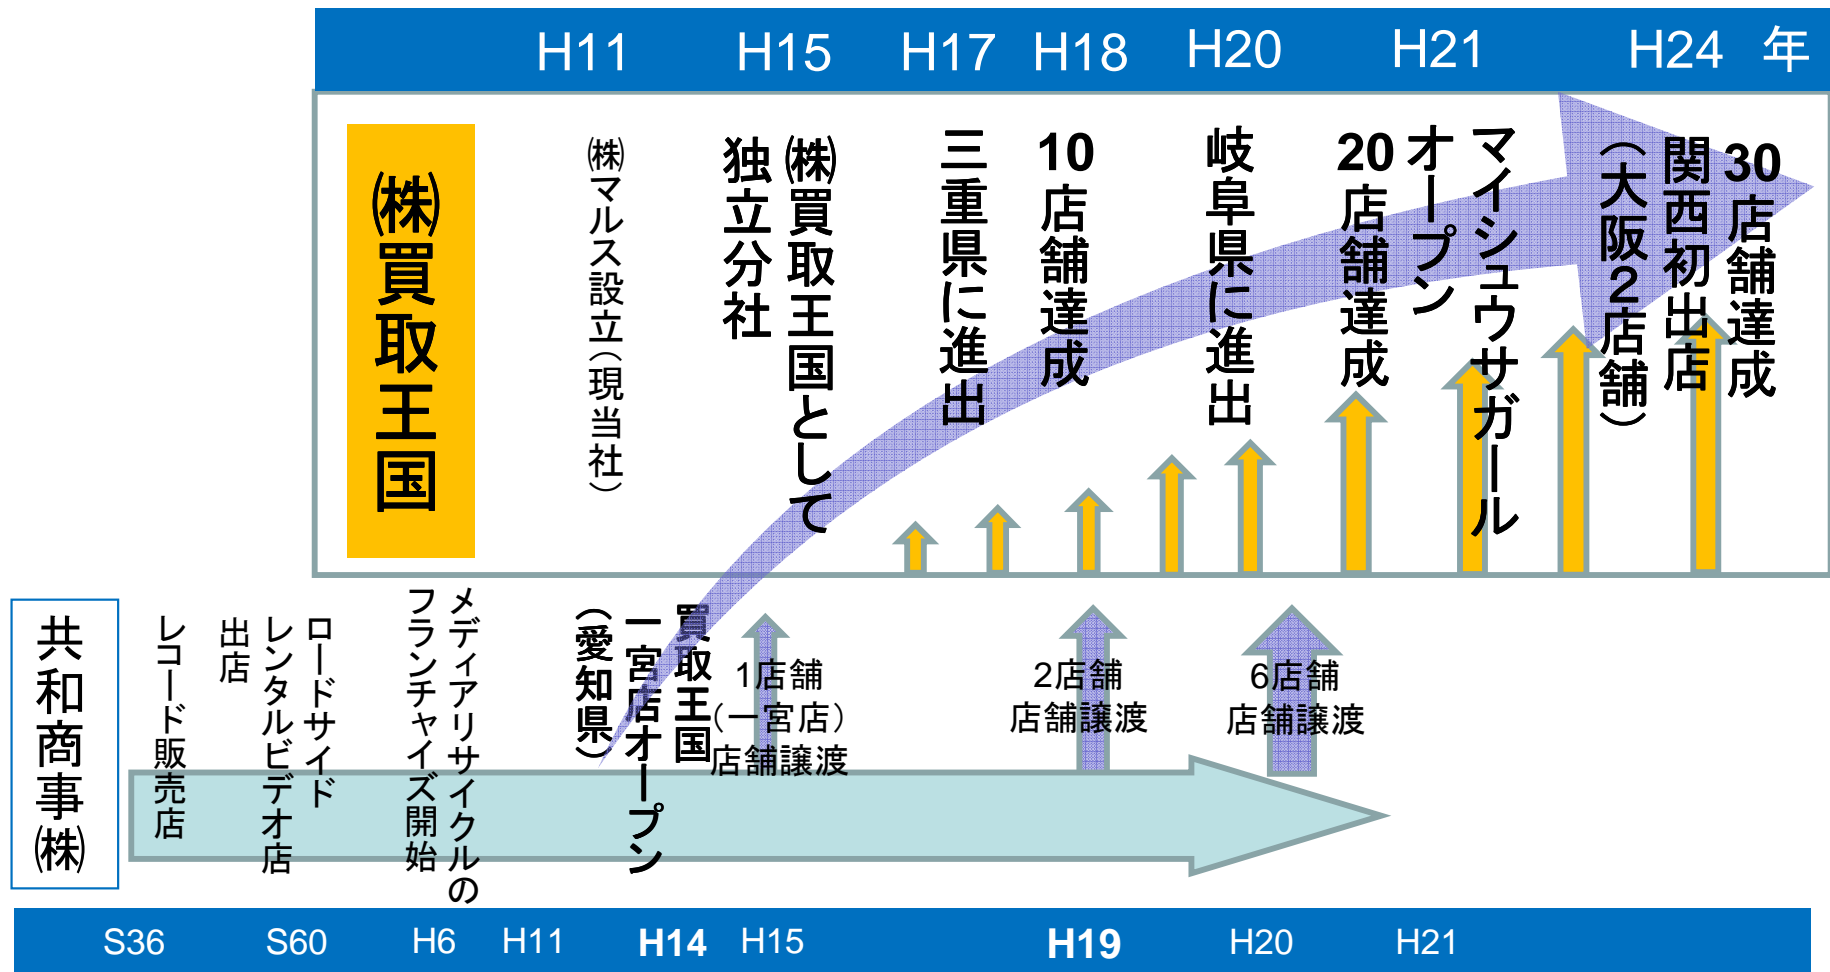 H11 H15 H17 H18 H20 H21 H24 年
㈱買取王国
㈱マルス設立(現当社)
㈱買取王国として
独立分社
三重県に進出
10店舗達成
岐阜県に進出
20店舗達成
マイシュウサガール
オープン
30店舗達成
関西初出店
(大阪2店舗)
共和商事㈱
レコード販売店
ロードサイド
レンタルビデオ店
出店
メディアリサイクルの
フランチャイズ開始
買取王国
一宮店オープン
(愛知県)
1店舗
(一宮店)
店舗譲渡
2店舗
店舗譲渡
6店舗
店舗譲渡
S36 S60 H6 H11 H14 H15 H19 H20 H21